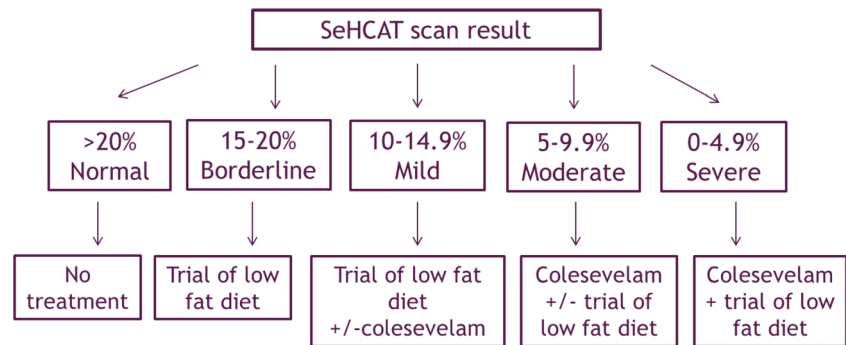 SeHCAT scan result
>20%
Normal
15-20%
Borderline
10-14.9%
Mild
5-9.9%
Moderate
0-4.9%
Severe
No
treatment
Trial of low
fat diet
Trial of low fat
diet
+/-colesevelam
Colesevelam
+/- trial of
low fat diet
Colesevelam
+ trial of low
fat diet